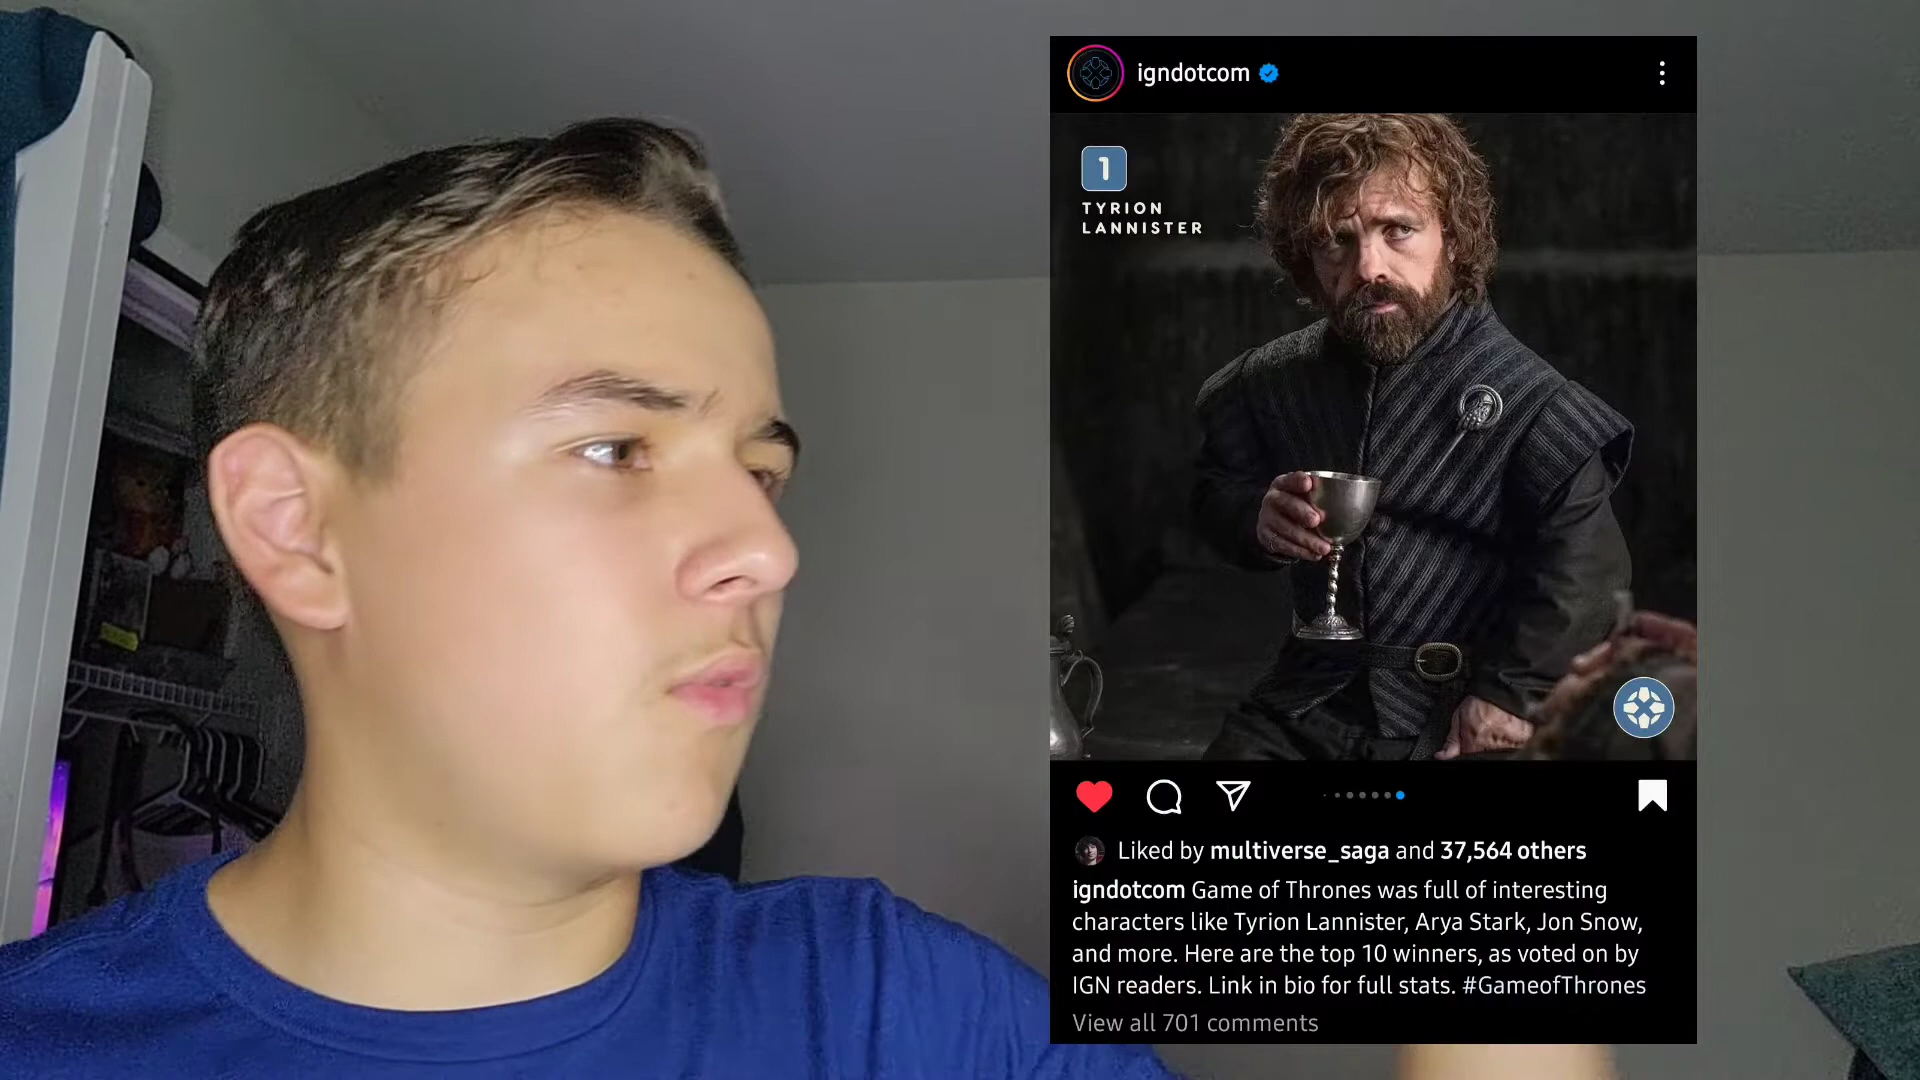 igndotcom
1
TYRION
LANNISTER
Liked by multiverse_saga and 37,564 others
igndotcom Game of Thrones was full of interesting
characters like Tyrion Lannister, Arya Stark, Jon Snow,
and more. Here are the top 10 winners, as voted on by
IGN readers. Link in bio for full stats. #GameofThrones
View all 701 comments